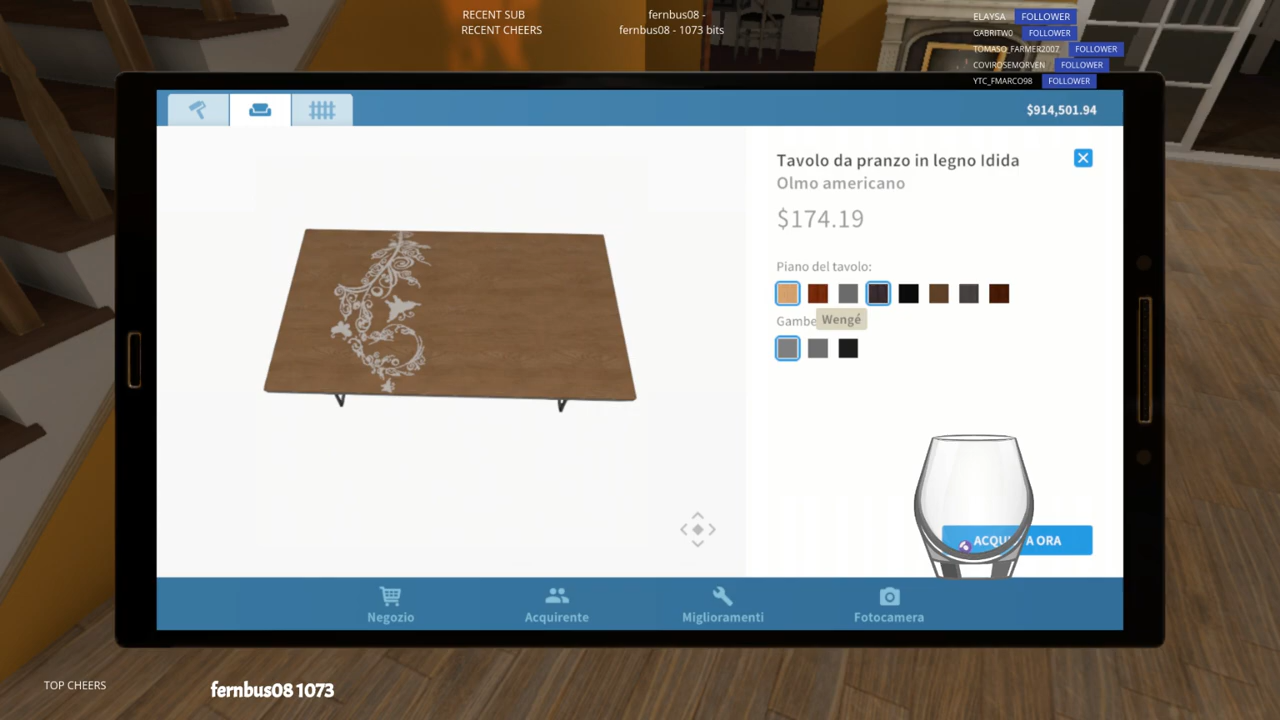 RECENT SUB
fernbus08 -
RECENT CHEERS
fernbus08 - 1073 bits
ELAYSA FOLLOWER
GABRITW0 FOLLOWER
TOMASO_FARMER2007 FOLLOWER
COVIROSEMORVEN FOLLOWER
YTC_FMARCO98 FOLLOWER
$914,501.94
Tavolo da pranzo in legno Idida
Olmo americano
$174.19
Piano del tavolo:
Gambe
Wengé
ORA
Negozio
Acquirente
Miglioramenti
Fotocamera
TOP CHEERS
fernbus08 1073